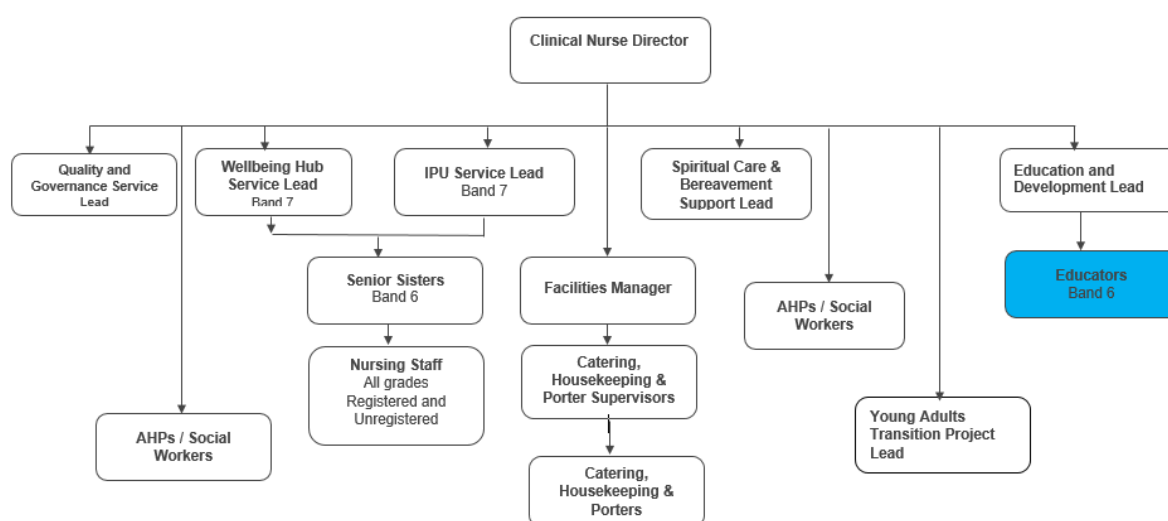 Clinical Nurse Director
Quality and
Governance Service
Lead
Wellbeing Hub
Service Lead
Band 7
IPU Service Lead
Band 7
Spiritual Care &
Bereavement
Support Lead
Education and
Development Lead
Senior Sisters
Band 6
Facilities Manager
AHPs / Social
Workers
Educators
Band 6
Nursing Staff
All grades
Registered and
Unregistered
Catering,
Housekeeping &
Porter Supervisors
AHPs / Social
Workers
Young Adults
Transition Project
Lead
Catering,
Housekeeping &
Porters